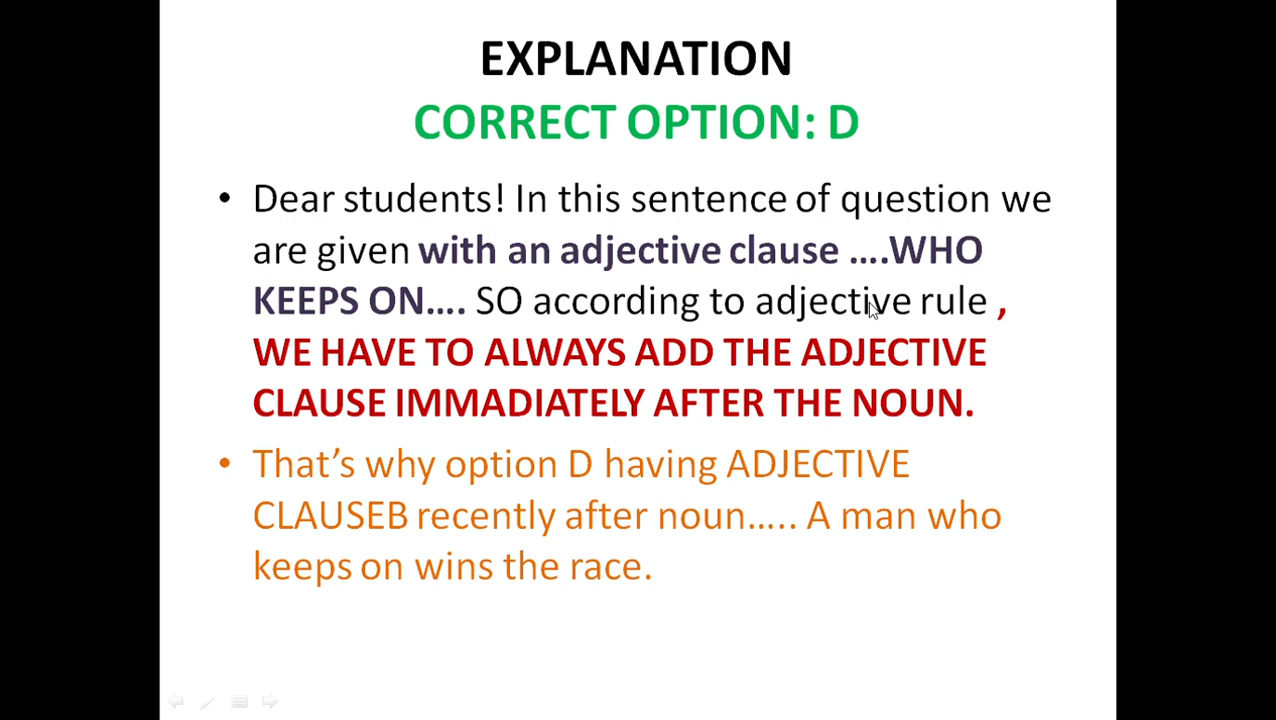 EXPLANATION
CORRECT OPTION: D
• Dear students! In this sentence of question we
are given with an adjective clause ….WHO
KEEPS ON…. SO according to adjective rule ,
WE HAVE TO ALWAYS ADD THE ADJECTIVE
CLAUSE IMMADIATELY AFTER THE NOUN.
• That’s why option D having ADJECTIVE
CLAUSEB recently after noun….. A man who
keeps on wins the race.